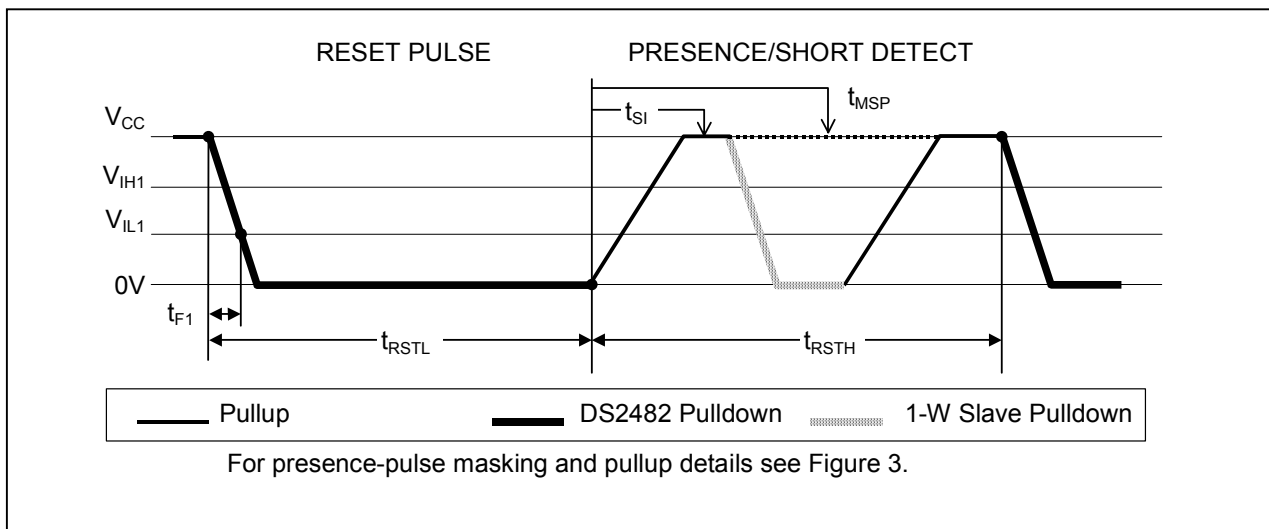 RESET PULSE PRESENCE/SHORT DETECT
tMSP
tSI
VCC
VIH1
VIL1
0V
tF1
tRSTL tRSTH
Pullup DS2482 Pulldown 1-W Slave Pulldown
For presence-pulse masking and pullup details see Figure 3.